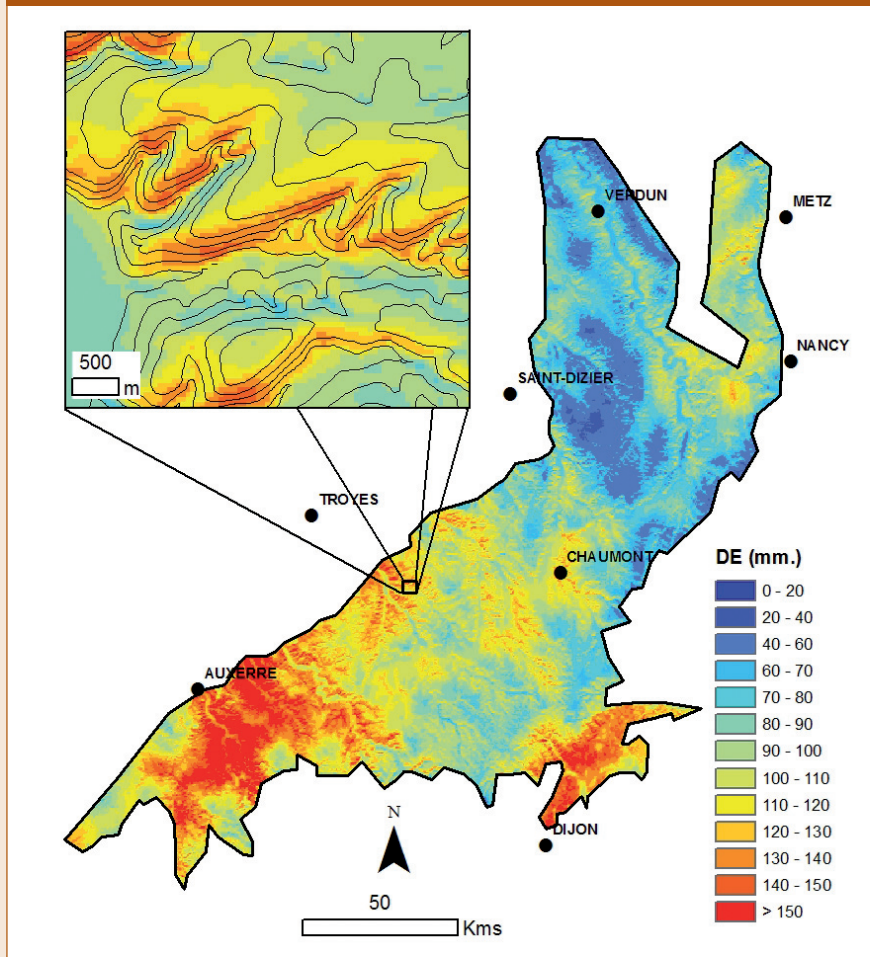 500
m
VERDUN
METZ
NANCY
SAINT-DIZIER
TROYES
CHAUMONT
AUXERRE
DIJON
N
50
Kms
DE (mm.)
0 - 20
20 - 40
40 - 60
60 - 70
70 - 80
80 - 90
90 - 100
100 - 110
110 - 120
120 - 130
130 - 140
140 - 150
> 150